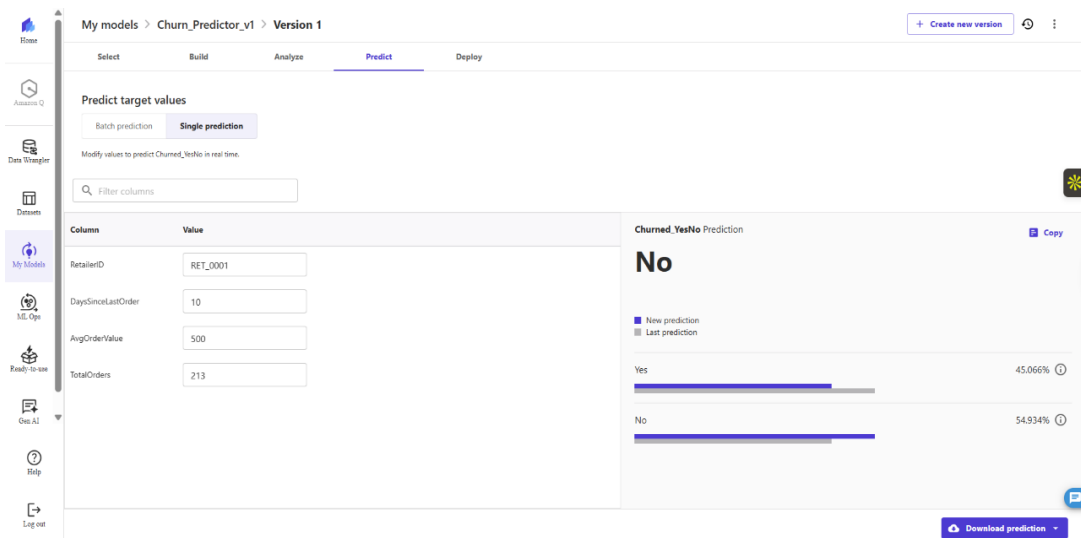 My models > Churn_Predictor_v1 > Version 1
+ Create new version
Select Build Analyze Predict Deploy
Home
Amazon Q
Data Wrangler
Datasets
My Models
ML Ops
Ready-to-use
Gen AI
Help
Log out
Predict target values
Batch prediction Single prediction
Modify values to predict Churned_YesNo in real time.
Filter columns
Column Value
RetailerID RET_0001
DaysSinceLastOrder 10
AvgOrderValue 500
TotalOrders 213
Churned_YesNo Prediction
Copy
No
New prediction
Last prediction
Yes 45.066%
No 54.934%
Download prediction